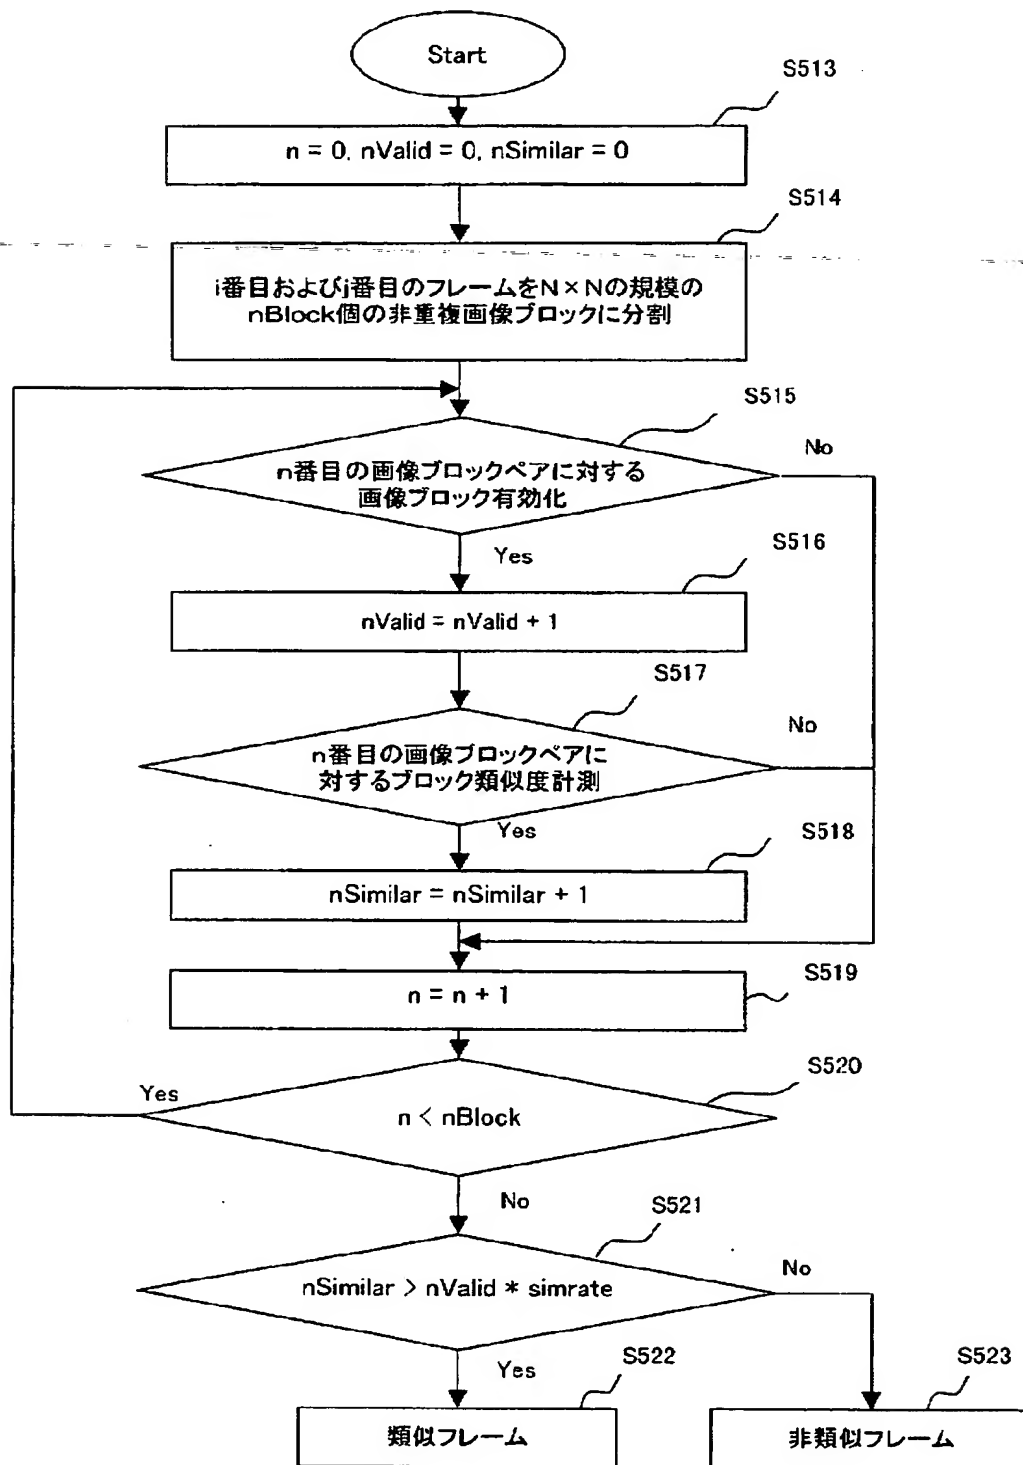 Start
S513
n = 0, nValid = 0, nSimilar = 0
S514
i番目およびj番目のフレームをN×Nの規模の
nBlock個の非重複画像ブロックに分割
S515
No
n番目の画像ブロックペアに対する
画像ブロック有効化
Yes
S516
nValid = nValid + 1
S517
No
n番目の画像ブロックペアに
対するブロック類似度計測
Yes
S518
nSimilar = nSimilar + 1
S519
n = n + 1
S520
Yes
n < nBlock
No
S521
nSimilar > nValid * simrate
No
Yes
S522
S523
類似フレーム
非類似フレーム